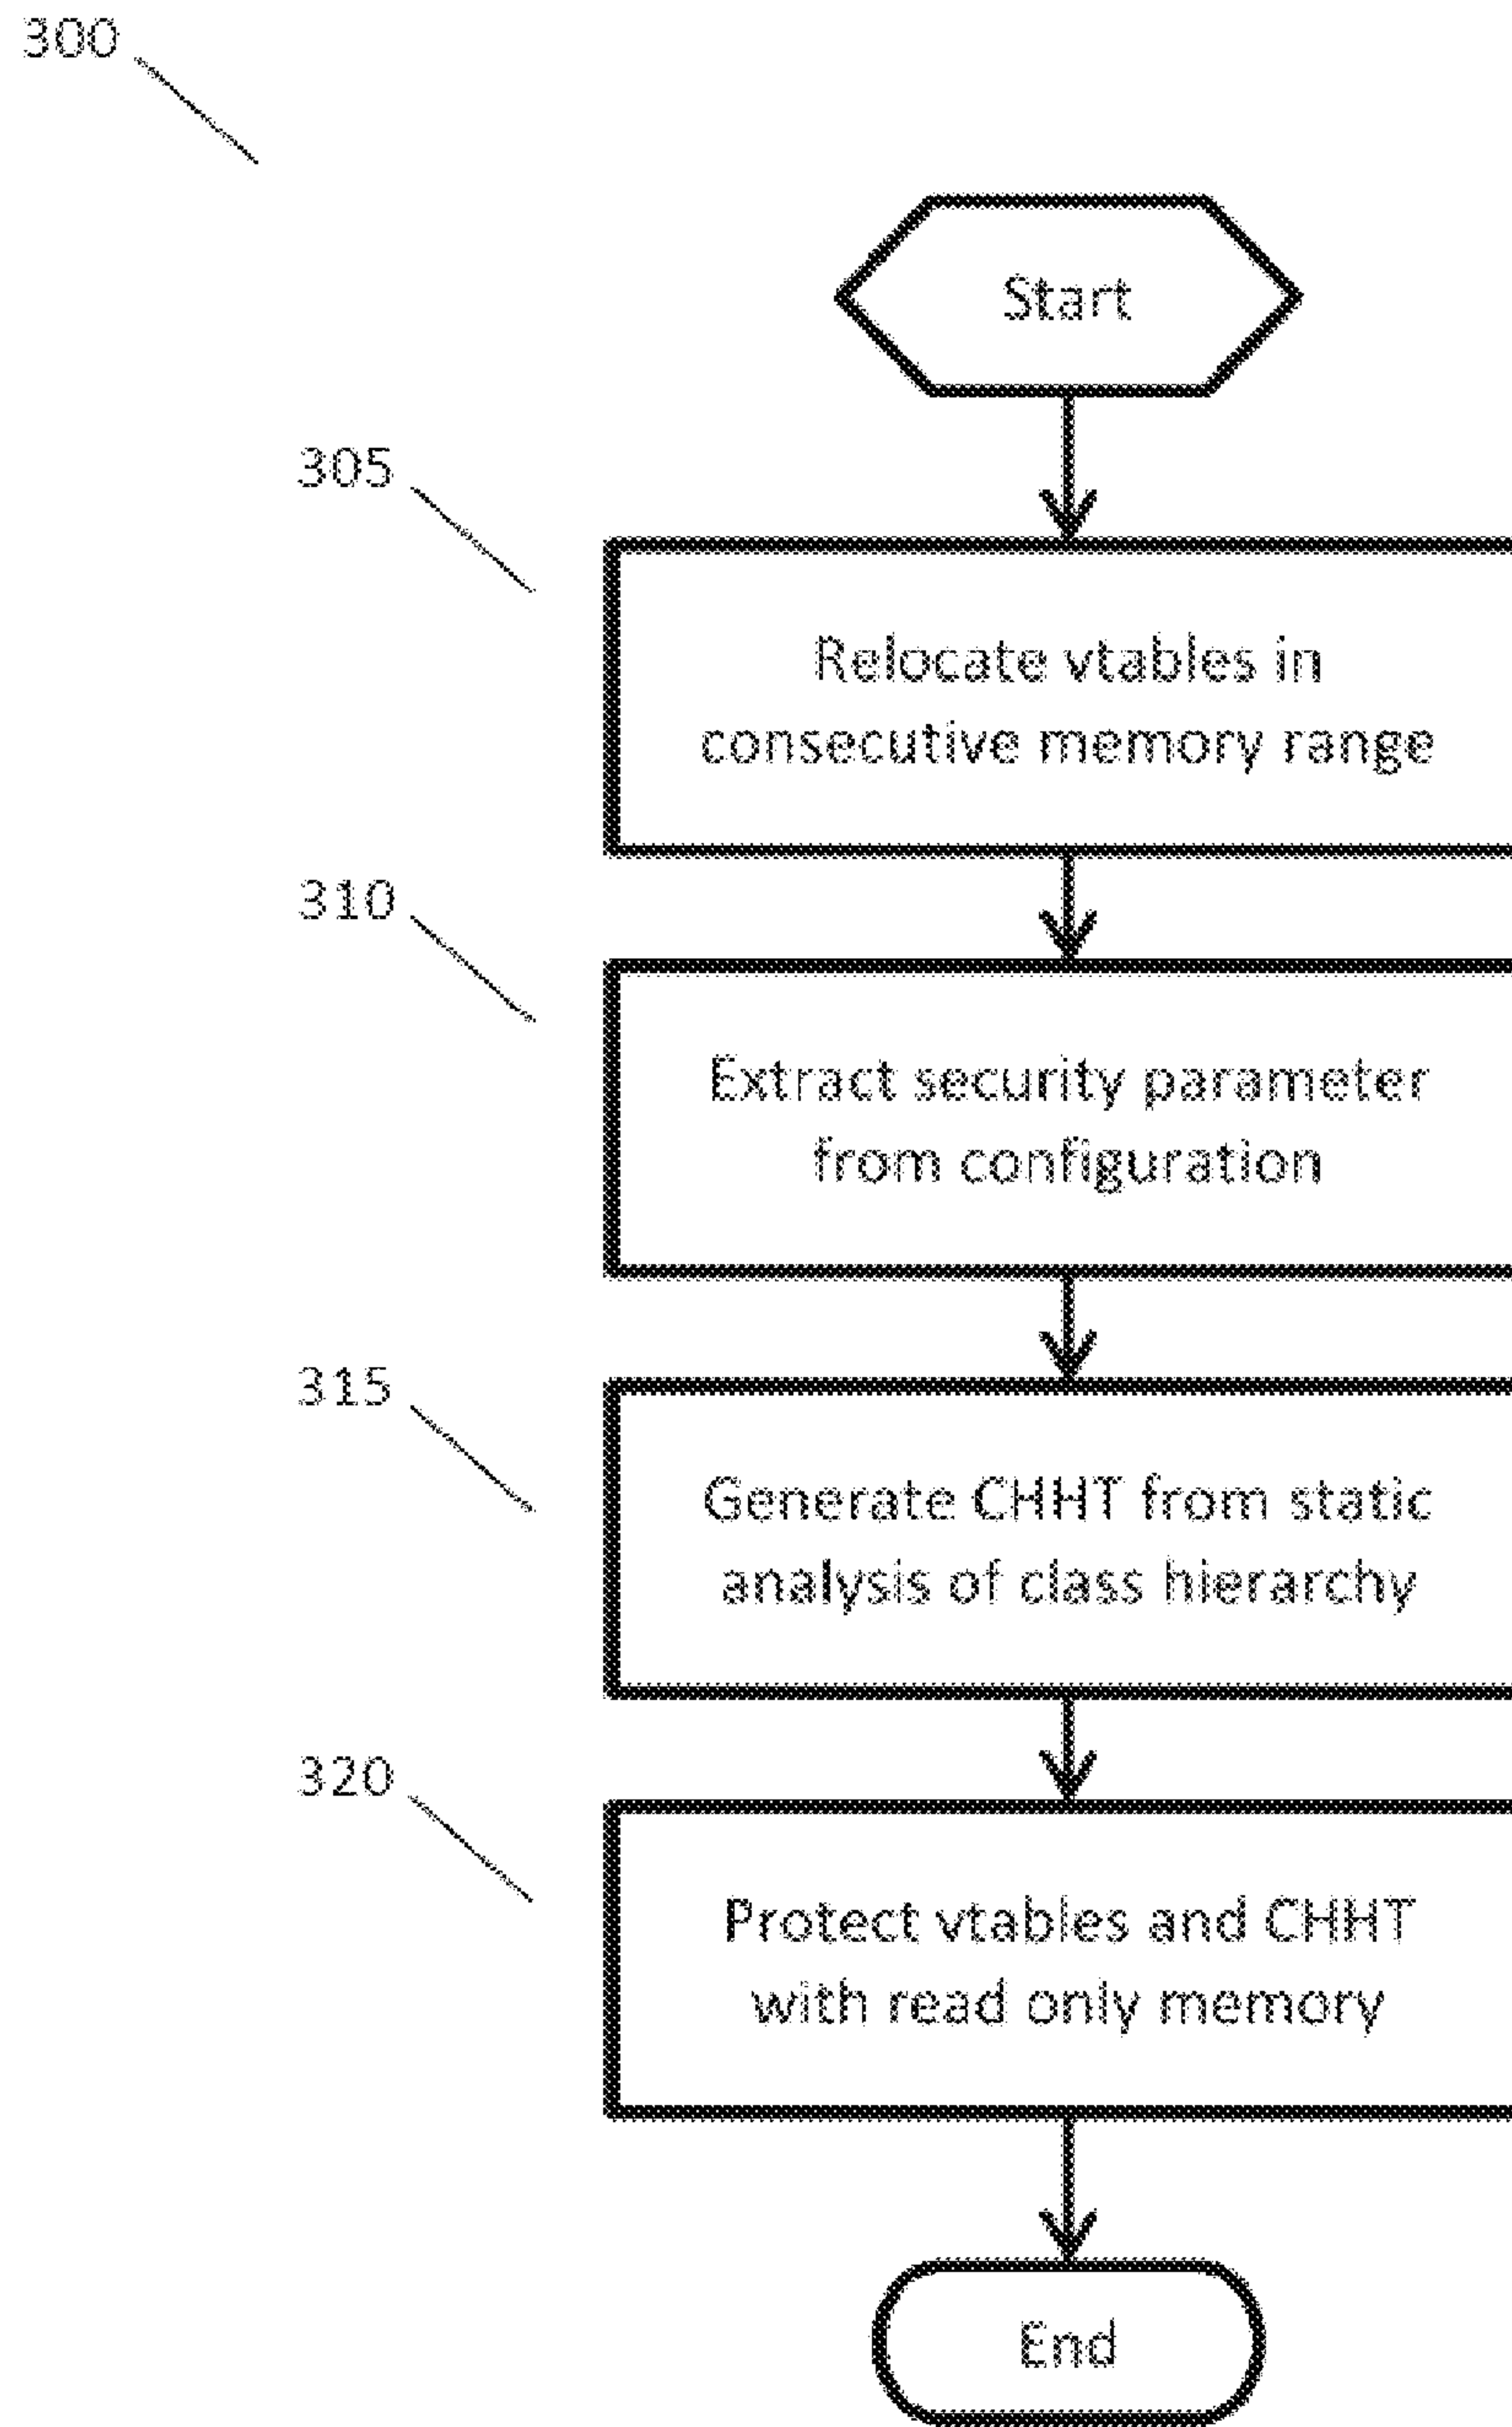 300
Start
305
Relocate vtables in
consecutive memory range
310
Extract security parameter
from configuration
315
Generate CHHT from static
analysis of class hierarchy
320
Protect vtables and CHHT
with read only memory
End